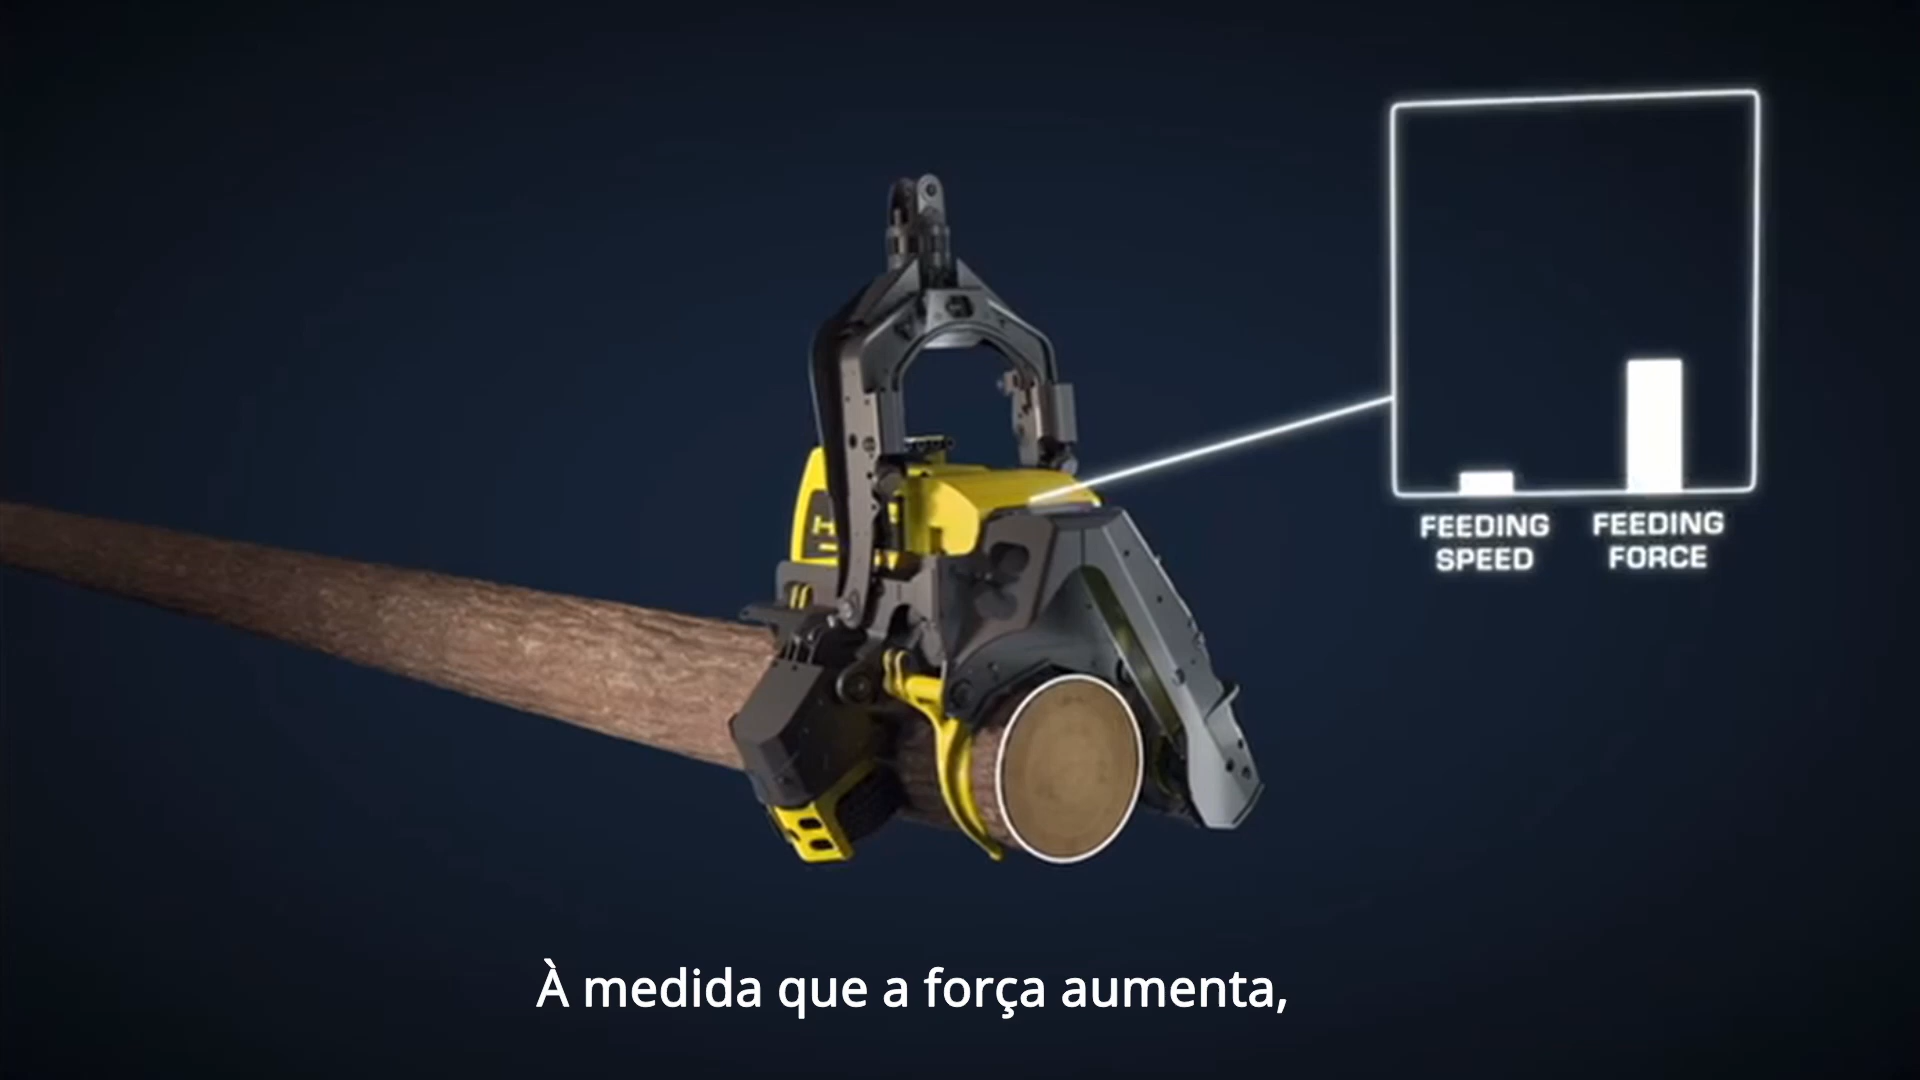 FEEDING
SPEED
FEEDING
FORCE
À medida que a força aumenta,